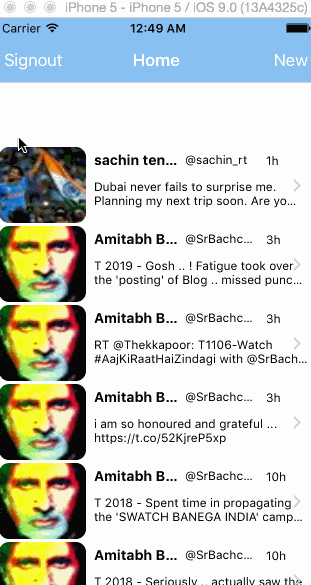 iPhone 5 - iPhone 5 / iOS 9.0 (13A4325c)
Carrier 12:49 AM
Signout Home New
sachin ten... @sachin_rt 1h
Dubai never fails to surprise me.
Planning my next trip soon. Are yo...
Amitabh B... @SrBachc... 3h
T 2019 - Gosh .. ! Fatigue took over
the 'posting' of Blog .. missed punc...
Amitabh B... @SrBachc... 3h
RT @Thekkapoor: T1106-Watch
#AajKiRaatHaiZindagi with @SrBach...
Amitabh B... @SrBachc... 3h
i am so honoured and grateful ...
https://t.co/52KjreP5xp
Amitabh B... @SrBachc... 10h
T 2018 - Spent time in propagating
the 'SWATCH BANEGA INDIA' camp...
Amitabh B... @SrBachc... 10h
T 2018 - Seriously .. actually saw the